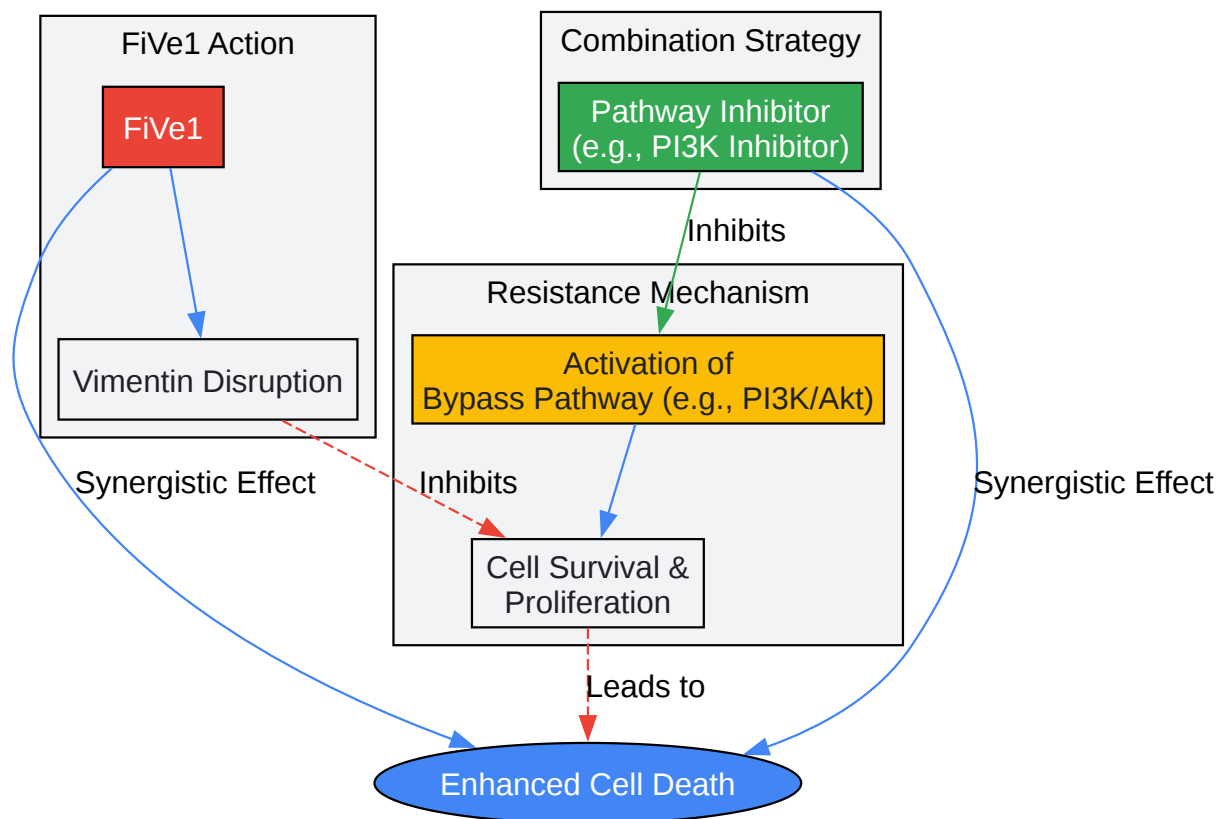 FiVe1 Action
FiVe1
Vimentin Disruption
Combination Strategy
Pathway Inhibitor
(e.g., PI3K Inhibitor)
Inhibits
Resistance Mechanism
Activation of
Bypass Pathway (e.g., PI3K/Akt)
Synergistic Effect
Inhibits
Synergistic Effect
Cell Survival &
Proliferation
Leads to
Enhanced Cell Death